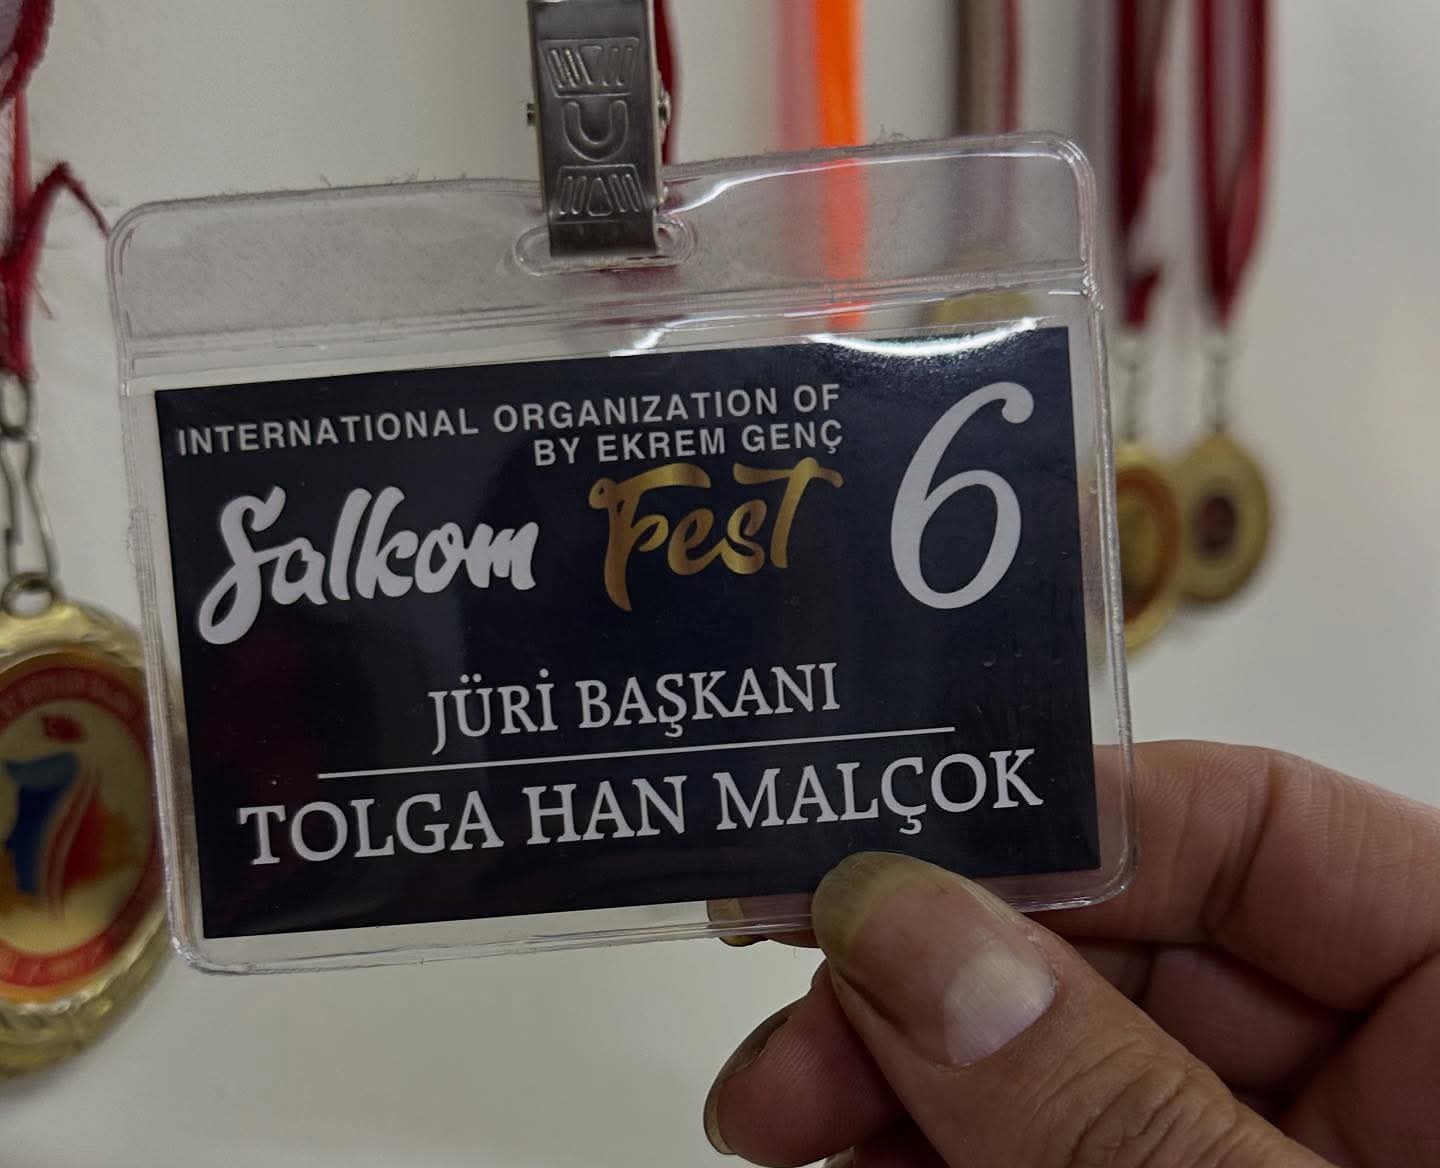 INTERNATIONAL ORGANIZATION OF
BY EKREM GENÇ
Salkom Fest 6
JÜRİ BAŞKANI
TOLGA HAN MALÇOK